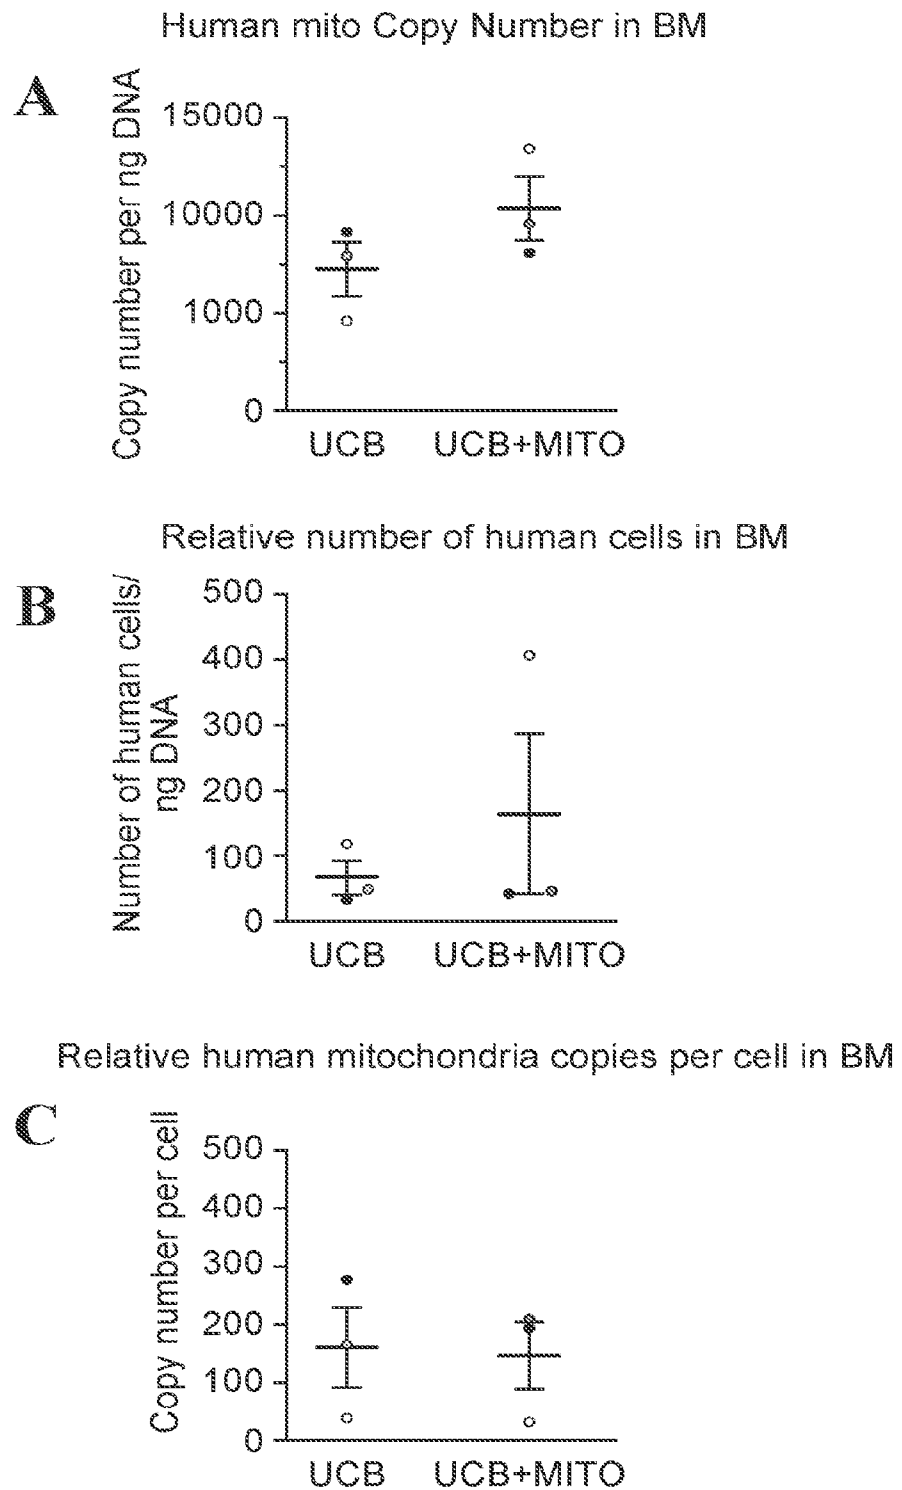 Human mito Copy Number in BM
A
Copy number per ng DNA
15000
10000
1000
0
UCB UCB+MITO
Relative number of human cells in BM
B
Number of human cells/
ng DNA
500
400
300
200
100
0
UCB UCB+MITO
Relative human mitochondria copies per cell in BM
C
Copy number per cell
500
400
300
200
100
0
UCB UCB+MITO